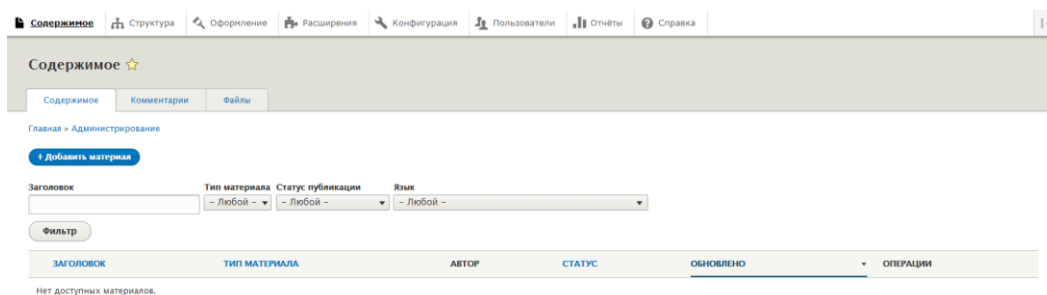 Содержимое Структура Оформление Расширения Конфигурация Пользователи Отчёты Справка
Содержимое
Содержимое Комментарии Файлы
Главная » Администрирование
+ Добавить материал
Заголовок Тип материала Статус публикации Язык
- Любой - - Любой - - Любой -
Фильтр
ЗАГОЛОВОК ТИП МАТЕРИАЛА АВТОР СТАТУС ОБНОВЛЕНО ОПЕРАЦИИ
Нет доступных материалов.